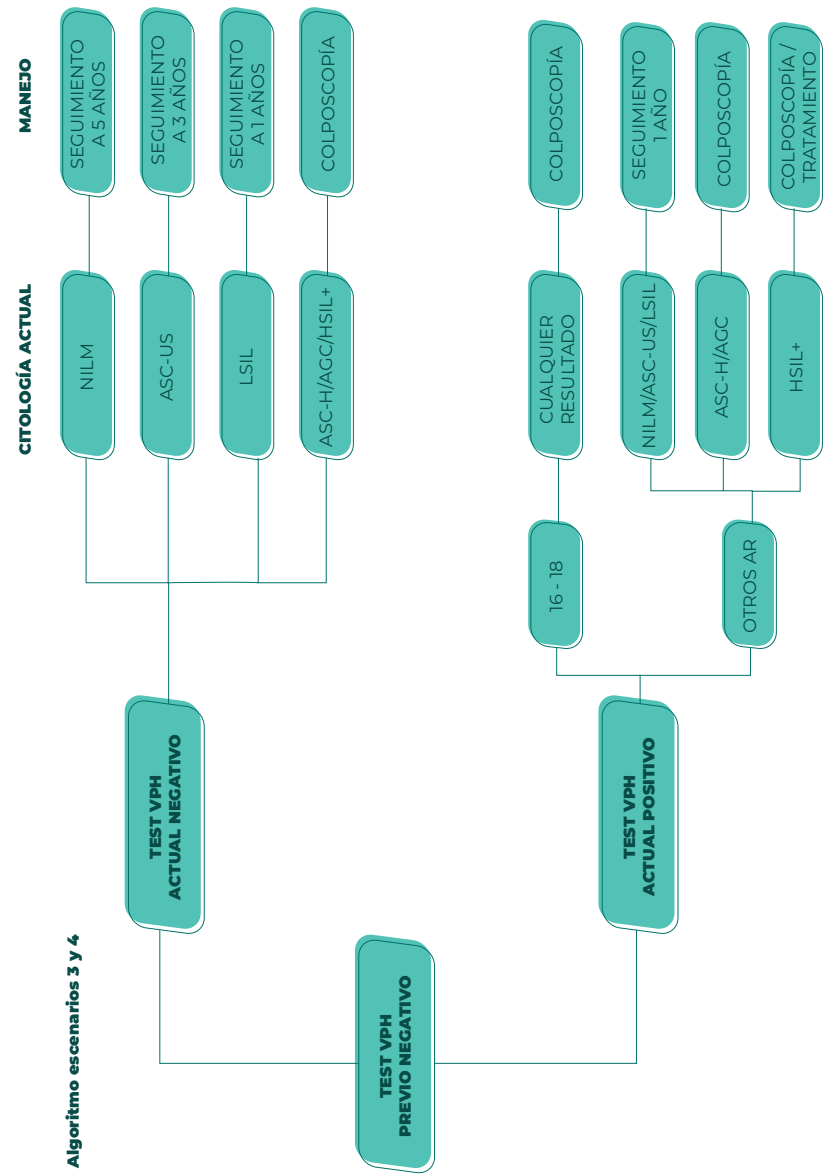 Algoritmo escenarios 3 y 4
CITOLOGÍA ACTUAL
MANEJO
TEST VPH
PREVIO NEGATIVO
TEST VPH
ACTUAL NEGATIVO
NILM
SEGUIMIENTO
A 5 AÑOS
ASC-US
SEGUIMIENTO
A 3 AÑOS
LSIL
SEGUIMIENTO
A 1 AÑOS
ASC-H/AGC/HSIL+
COLPOSCOPÍA
TEST VPH
ACTUAL POSITIVO
16 - 18
CUALQUIER
RESULTADO
COLPOSCOPÍA
OTROS AR
NILM/ASC-US/LSIL
SEGUIMIENTO
1 AÑO
ASC-H/AGC
COLPOSCOPÍA
HSIL+
COLPOSCOPÍA /
TRATAMIENTO